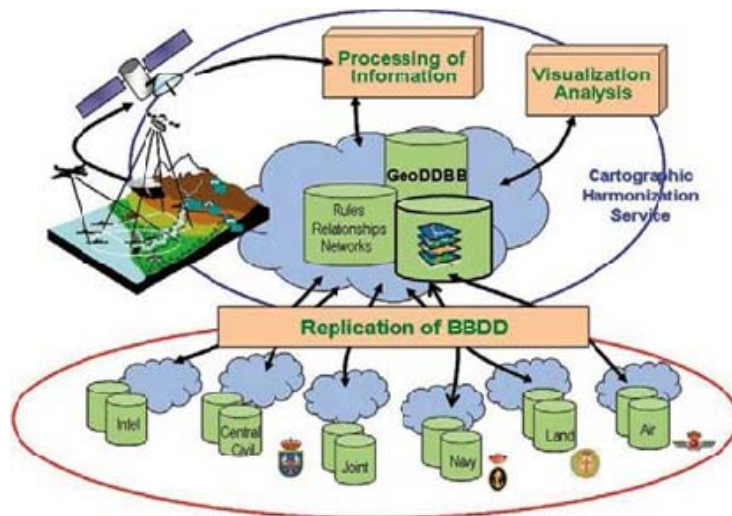 Processing of
Information
Visualization
Analysis
GeoDDBB
Cartographic
Harmonization
Service
Rules
Relationships
Networks
Replication of BBDD
Intel
Central
Civil
Joint
Navy
Land
Air